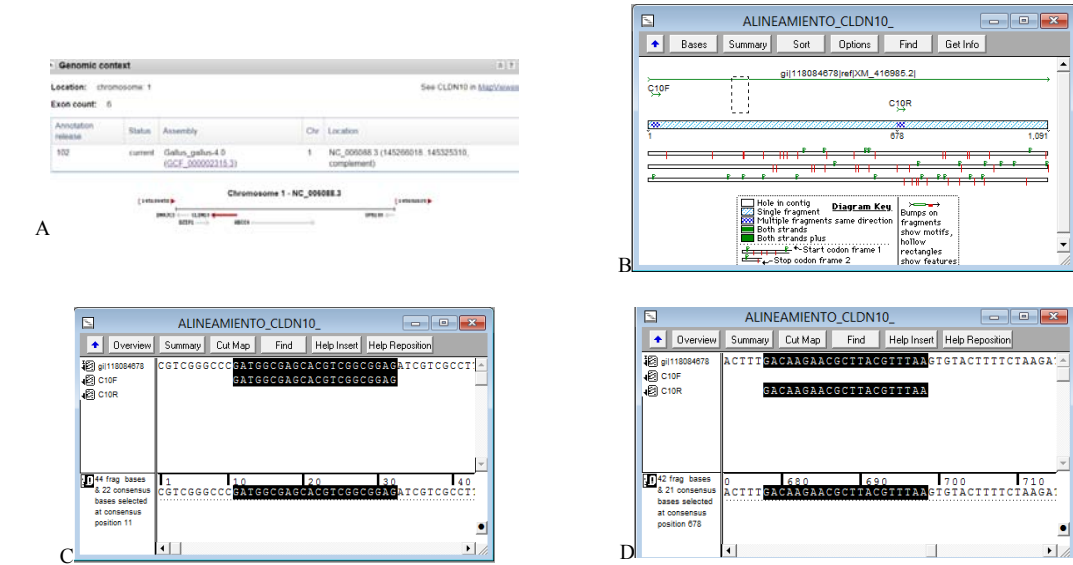 Genomic context
Location: chromosome: 1
See CLDN10 in MapViewer
Exon count: 6
Annotation release Status Assembly Chr Location
102 current Gallus_gallus-4.0 (GCF_000002315.3) 1 NC_006088.3 (145266018..145325310, complement)
Chromosome 1 - NC_006088.3
A
ALINEAMIENTO_CLDN10_
Bases Summary Sort Options Find Get Info
gi|118084678|ref|XM_416985.2|
C10F
C10R
1 678 1,091
Hole in contig
Single fragment
Multiple fragments same direction
Both strands
Both strands plus
Start codon frame 1
Stop codon frame 2
Diagram Key
Bumps on
fragments
show motifs,
hollow
rectangles
show features
B
ALINEAMIENTO_CLDN10_
Overview Summary Cut Map Find Help Insert Help Reposition
gi|118084678 CGTCGGGCCCGATGGCGAGCACGTCGGCGGAGATCGTCGCCT
C10F GATGGCGAGCACGTCGGCGGAG
C10R
44 frag bases
& 22 consensus
bases selected
at consensus
position 11
1 10 20 30 40
CGTCGGGCCCGATGGCGAGCACGTCGGCGGAGATCGTCGCCT
C
ALINEAMIENTO_CLDN10_
Overview Summary Cut Map Find Help Insert Help Reposition
gi|118084678 ACTTTGACAAGAACGCTTACGTTTAAGTGTACTTTTCTAAGA
C10F
C10R GACAAGAACGCTTACGTTTAA
42 frag bases
& 21 consensus
bases selected
at consensus
position 678
0 680 690 700 710
ACTTTGACAAGAACGCTTACGTTTAAGTGTACTTTTCTAAGA
D